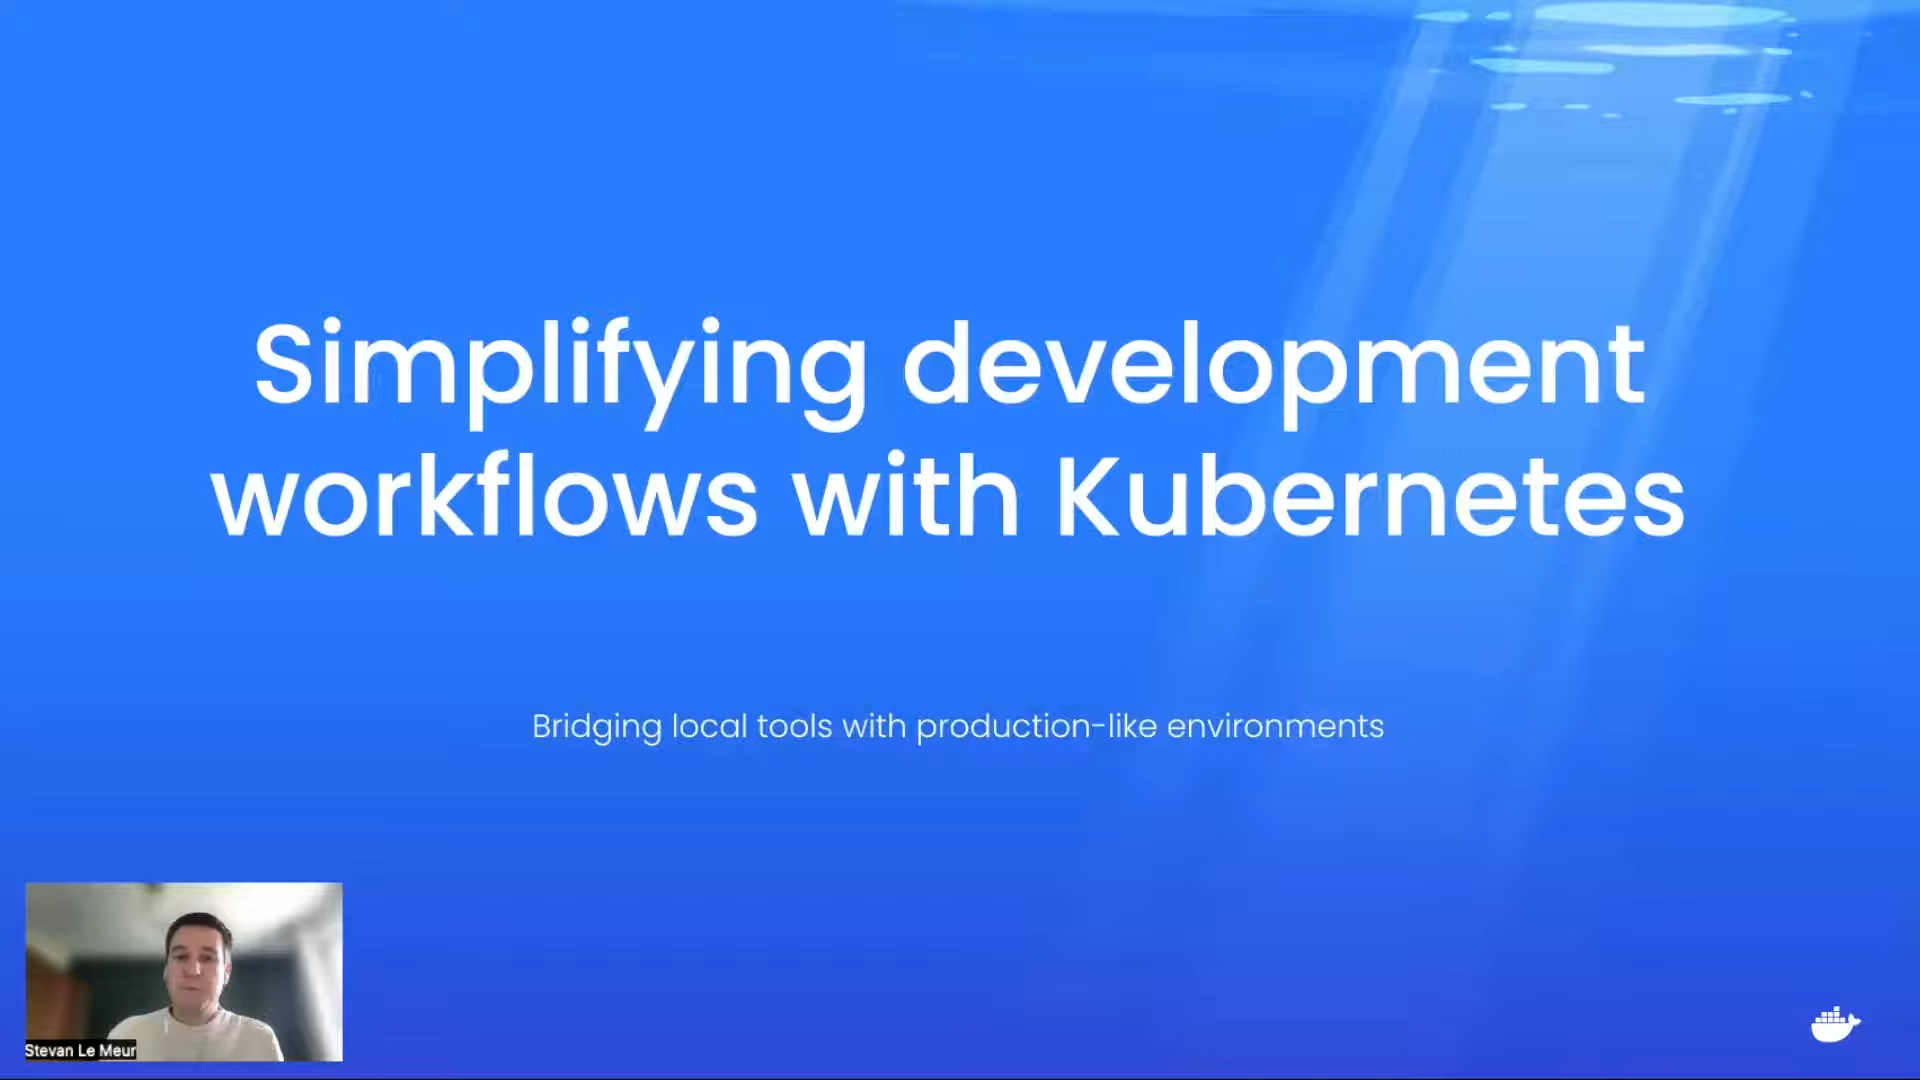 Simplifying development
workflows with Kubernetes
Bridging local tools with production-like environments
Stevan Le Meur